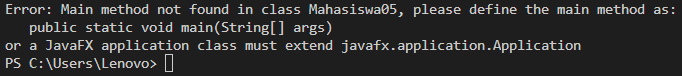 Error: Main method not found in class Mahasiswa05, please define the main method as:
   public static void main(String[] args)
or a JavaFX application class must extend javafx.application.Application
PS C:\Users\Lenovo>